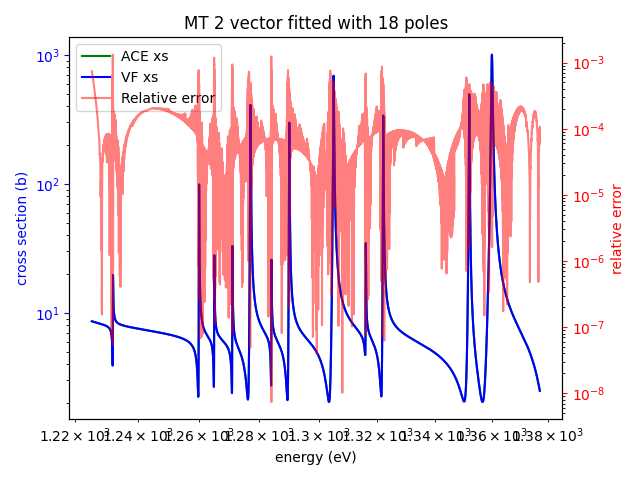 MT 2 vector fitted with 18 poles
ACE xs
VF xs
Relative error
cross section (b)
10³
10²
10¹
relative error
10⁻³
10⁻⁴
10⁻⁵
10⁻⁶
10⁻⁷
10⁻⁸
1.22 × 10³ 1.24 × 10³ 1.26 × 10³ 1.28 × 10³ 1.3 × 10³ 1.32 × 10³ 1.34 × 10³ 1.36 × 10³ 1.38 × 10³
energy (eV)